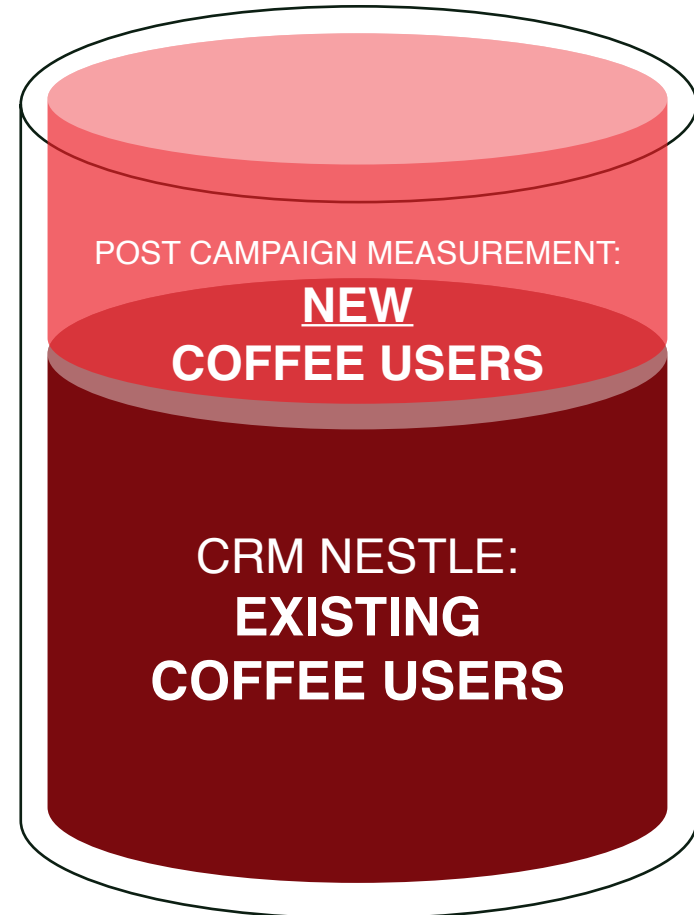 POST CAMPAIGN MEASUREMENT:
NEW
COFFEE USERS
CRM NESTLE:
EXISTING
COFFEE USERS